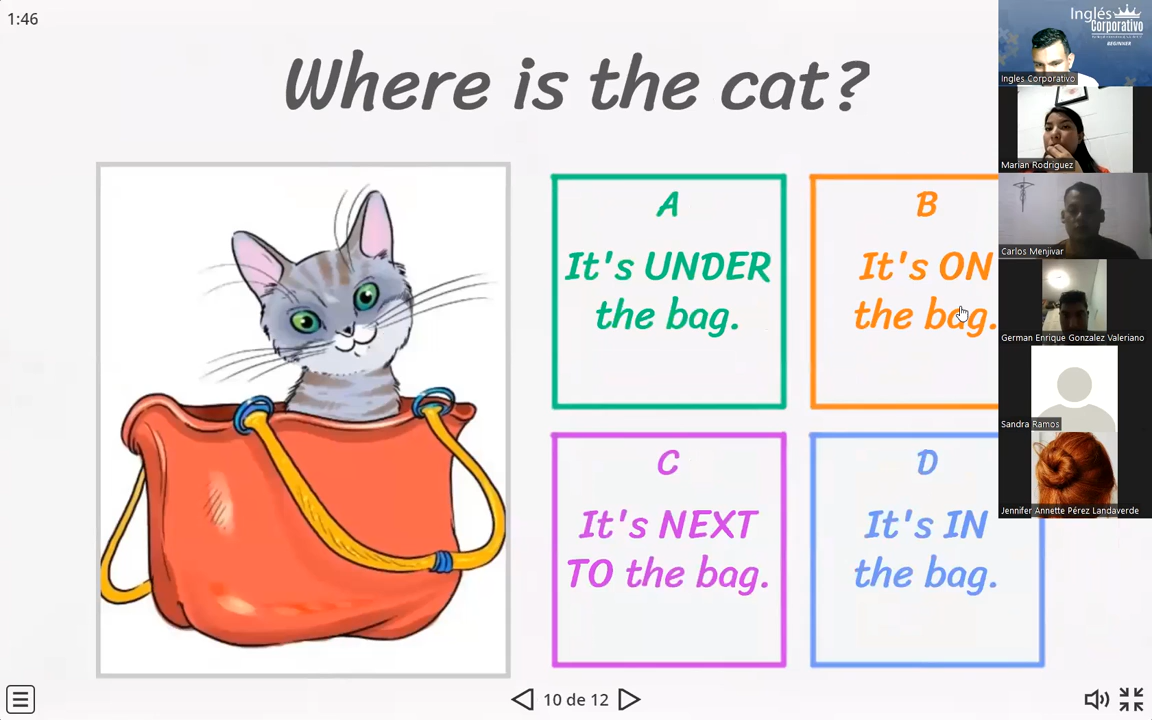 1:46
Where is the cat?
A
It's UNDER
the bag.
B
It's ON
the bag.
C
It's NEXT
TO the bag.
D
It's IN
the bag.
10 de 12
Inglés
Corporativo
BEGINNER
Ingles Corporativo
Marian Rodriguez
Carlos Menjivar
German Enrique Gonzalez Valeriano
Sandra Ramos
Jennifer Annette Pérez Landaverde